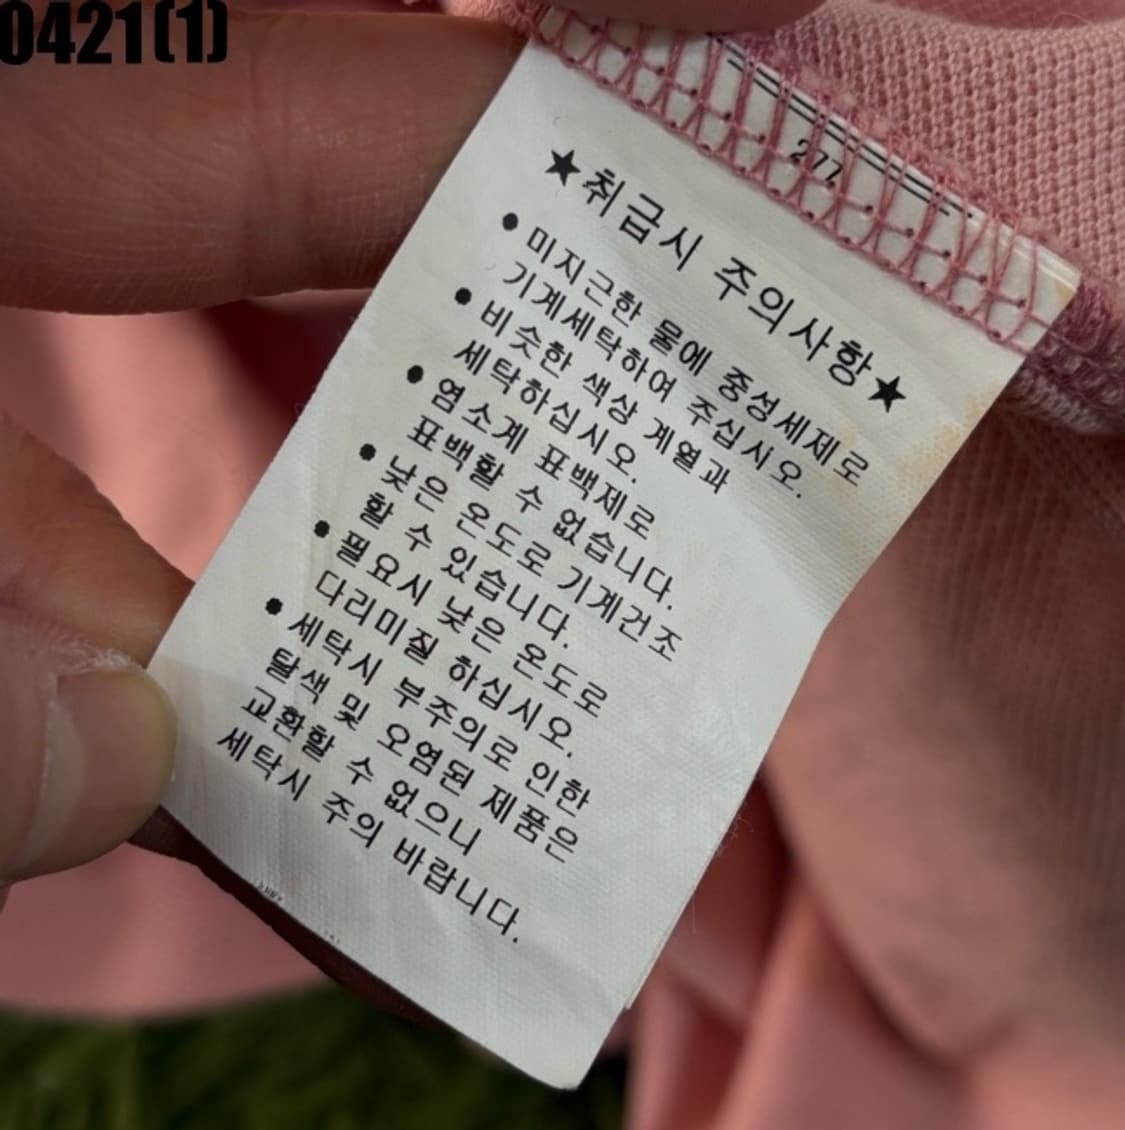 0421(1)
277
★취급시 주의사항★
● 미지근한 물에 중성세제로
기계세탁하여 주십시오.
● 비슷한 색상 계열과
세탁하십시오.
● 염소계 표백제로
표백할 수 없습니다.
● 낮은 온도로 기계건조
할 수 있습니다.
● 필요시 낮은 온도로
다리미질 하십시오.
● 세탁시 부주의로 인한
탈색 및 오염된 제품은
교환할 수 없으니
세탁시 주의 바랍니다.